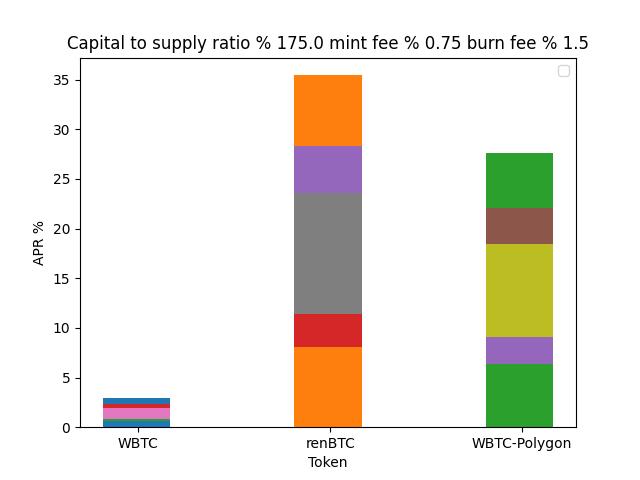 Capital to supply ratio % 175.0 mint fee % 0.75 burn fee % 1.5
35
30
25
20
15
10
5
0
APR %
WBTC renBTC WBTC-Polygon
Token